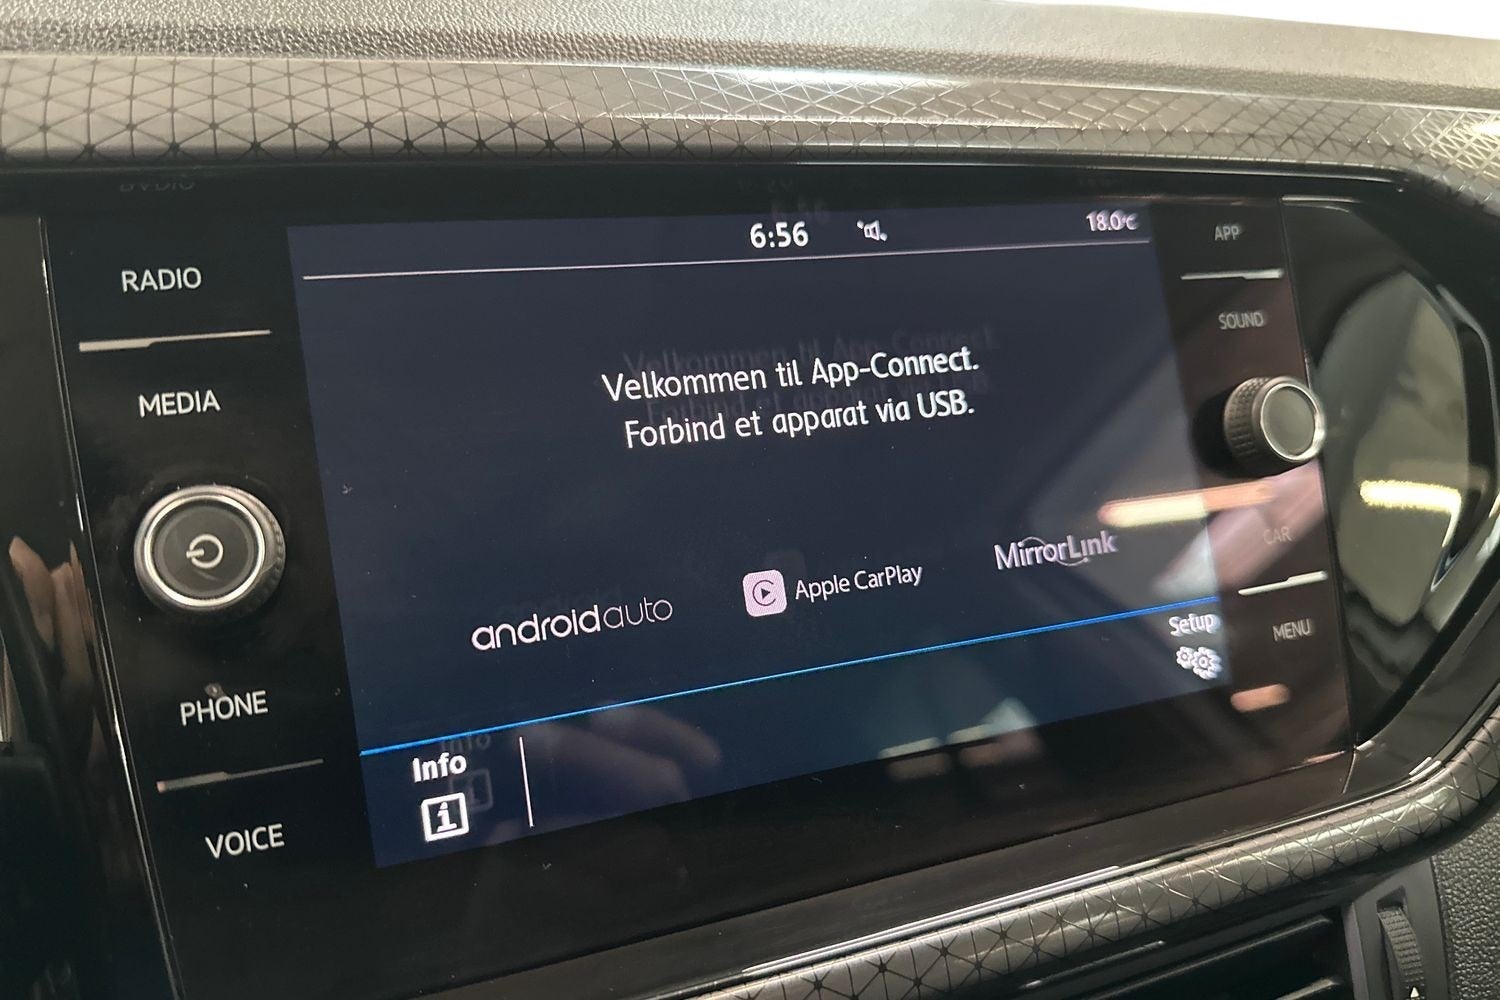 RADIO
MEDIA
PHONE
VOICE
6:56
18.0°C
Velkommen til App-Connect.
Forbind et apparat via USB.
androidauto
Apple CarPlay
MirrorLink
Info
i
Setup
APP
SOUND
CAR
MENU